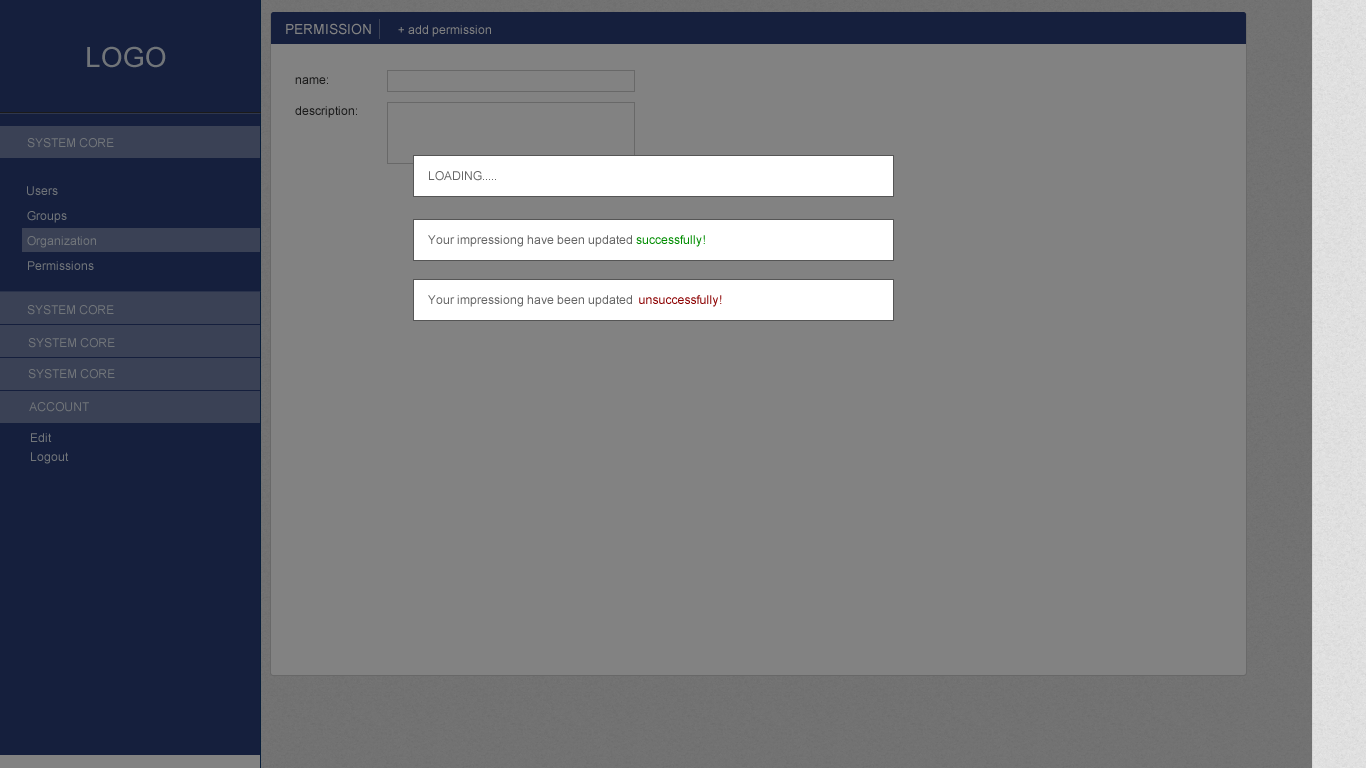 LOGO
SYSTEM CORE
Users
Groups
Organization
Permissions
SYSTEM CORE
SYSTEM CORE
SYSTEM CORE
ACCOUNT
Edit
Logout
PERMISSION + add permission
name:
description:
LOADING.....
Your impressiong have been updated successfully!
Your impressiong have been updated unsuccessfully!